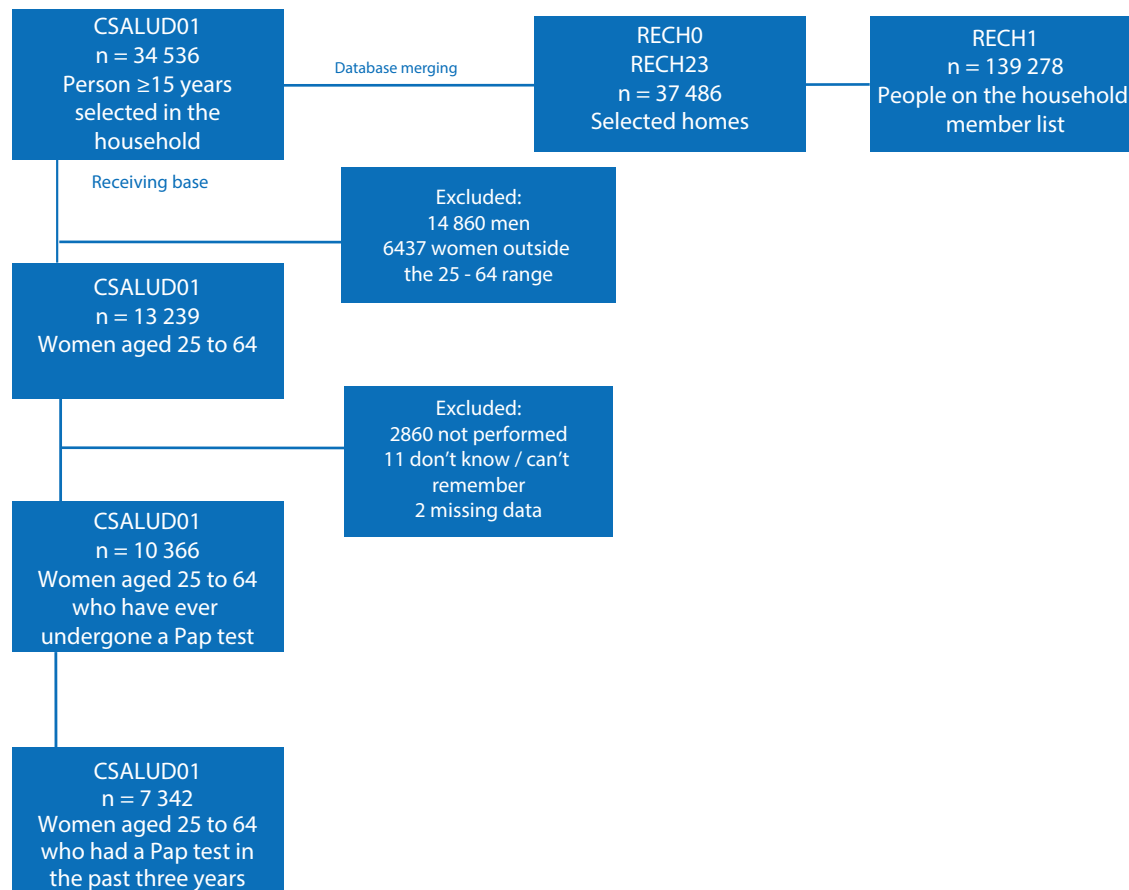 CSALUD01
n = 34 536
Person ≥15 years
selected in the
household
Database merging
RECH0
RECH23
n = 37 486
Selected homes
RECH1
n = 139 278
People on the household
member list
Receiving base
Excluded:
14 860 men
6437 women outside
the 25 - 64 range
CSALUD01
n = 13 239
Women aged 25 to 64
Excluded:
2860 not performed
11 don’t know / can’t
remember
2 missing data
CSALUD01
n = 10 366
Women aged 25 to 64
who have ever
undergone a Pap test
CSALUD01
n = 7 342
Women aged 25 to 64
who had a Pap test in
the past three years